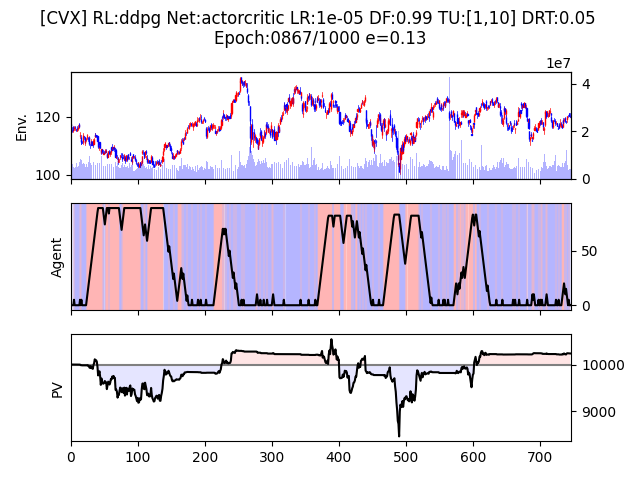 [CVX] RL:ddpg Net:actorcritic LR:1e-05 DF:0.99 TU:[1,10] DRT:0.05
Epoch:0867/1000 e=0.13
1e7
Env.
120
100
4
2
0
Agent
50
0
PV
10000
9000
0 100 200 300 400 500 600 700